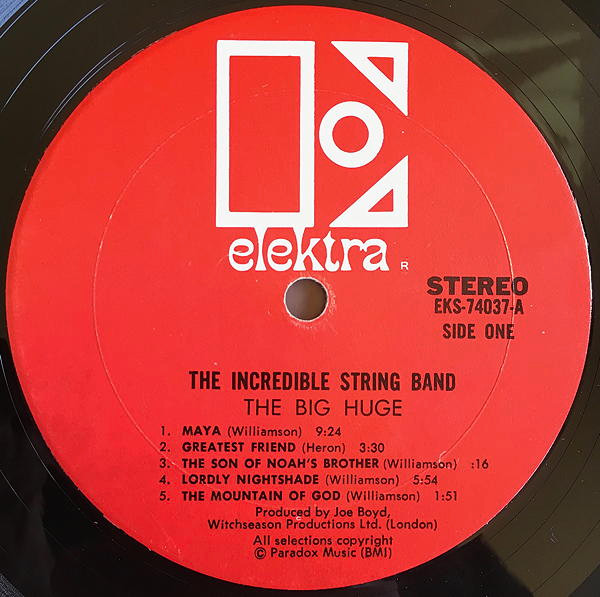 elektra
R
STEREO
EKS-74037-A
SIDE ONE
THE INCREDIBLE STRING BAND
THE BIG HUGE
1. MAYA (Williamson) 9:24
2. GREATEST FRIEND (Heron) 3:30
3. THE SON OF NOAH'S BROTHER (Williamson) :16
4. LORDLY NIGHTSHADE (Williamson) 5:54
5. THE MOUNTAIN OF GOD (Williamson) 1:51
Produced by Joe Boyd,
Witchseason Productions Ltd. (London)
All selections copyright
© Paradox Music (BMI)